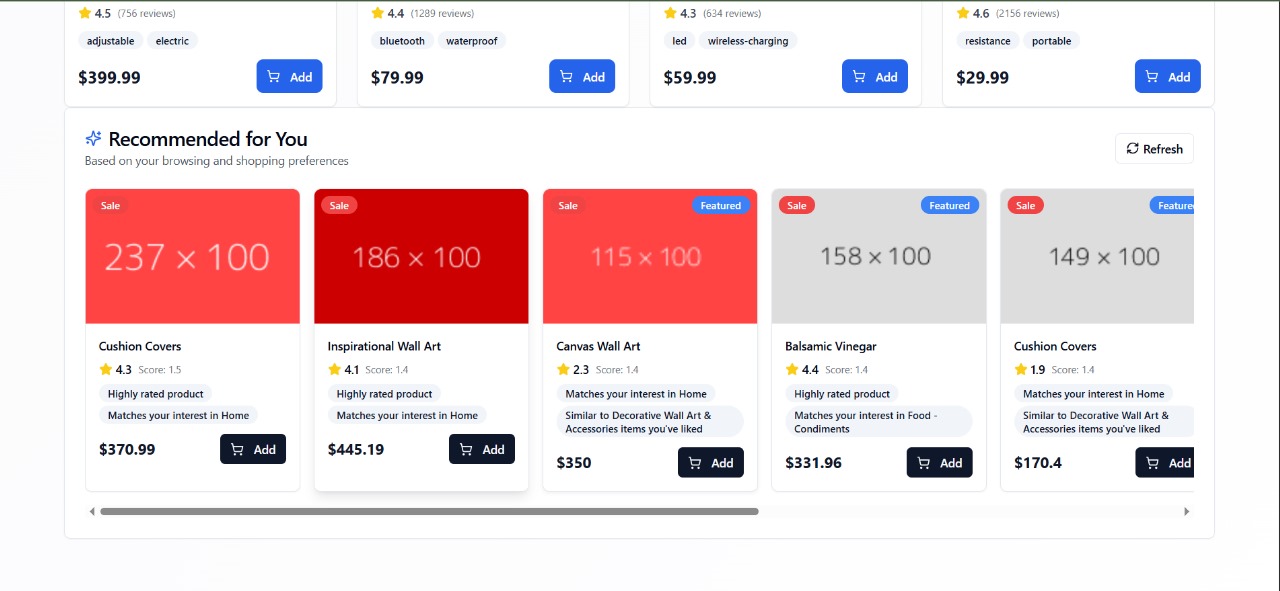 4.5 (756 reviews)
4.4 (1289 reviews)
4.3 (634 reviews)
4.6 (2156 reviews)
adjustable electric
bluetooth waterproof
led wireless-charging
resistance portable
$399.99 Add
$79.99 Add
$59.99 Add
$29.99 Add
Recommended for You
Based on your browsing and shopping preferences
Refresh
Sale
237 × 100
Cushion Covers
4.3 Score: 1.5
Highly rated product
Matches your interest in Home
$370.99 Add
Sale
186 × 100
Inspirational Wall Art
4.1 Score: 1.4
Highly rated product
Matches your interest in Home
$445.19 Add
Sale Featured
115 × 100
Canvas Wall Art
2.3 Score: 1.4
Matches your interest in Home
Similar to Decorative Wall Art &
Accessories items you've liked
$350 Add
Sale Featured
158 × 100
Balsamic Vinegar
4.4 Score: 1.4
Highly rated product
Matches your interest in Food -
Condiments
$331.96 Add
Sale Feature
149 × 100
Cushion Covers
1.9 Score: 1.4
Matches your interest in Home
Similar to Decorative Wall Art &
Accessories items you've liked
$170.4 Add